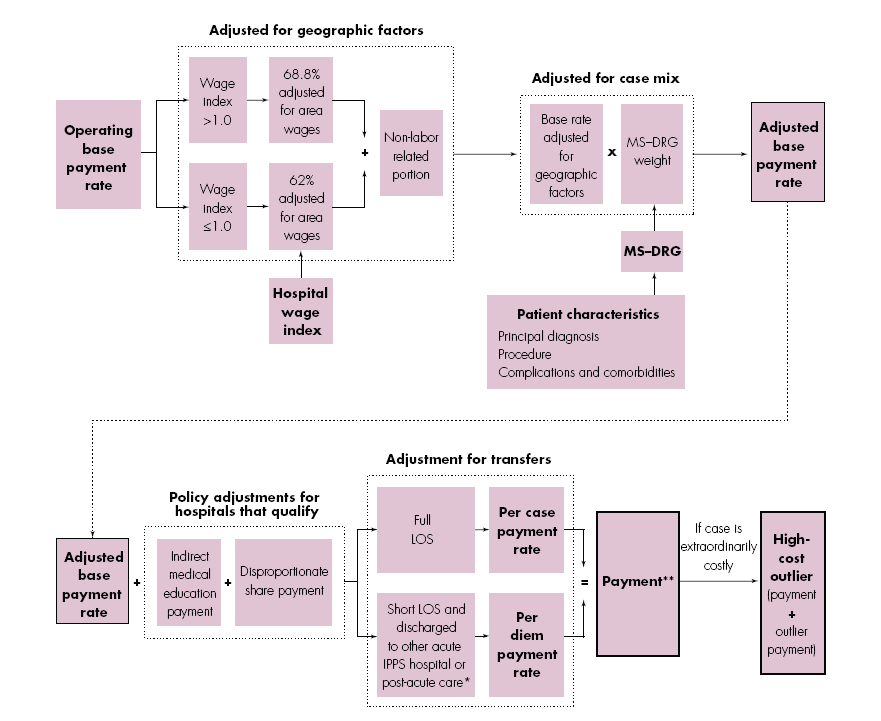 Adjusted for geographic factors
Operating
base
payment
rate
Wage
index
>1.0
68.8%
adjusted
for area
wages
Wage
index
≤1.0
62%
adjusted
for area
wages
+
Non-labor
related
portion
Hospital
wage
index
Adjusted for case mix
Base rate
adjusted
for
geographic
factors
x
MS–DRG
weight
MS–DRG
Patient characteristics
Principal diagnosis
Procedure
Complications and comorbidities
Adjusted
base
payment
rate
Adjusted
base
payment
rate
+
Policy adjustments for
hospitals that qualify
Indirect
medical
education
payment
+
Disproportionate
share payment
Adjustment for transfers
Full
LOS
Per case
payment
rate
Short LOS and
discharged
to other acute
IPPS hospital or
post-acute care*
Per
diem
payment
rate
=
Payment**
If case is
extraordinarily
costly
High-
cost
outlier
(payment
+
outlier
payment)